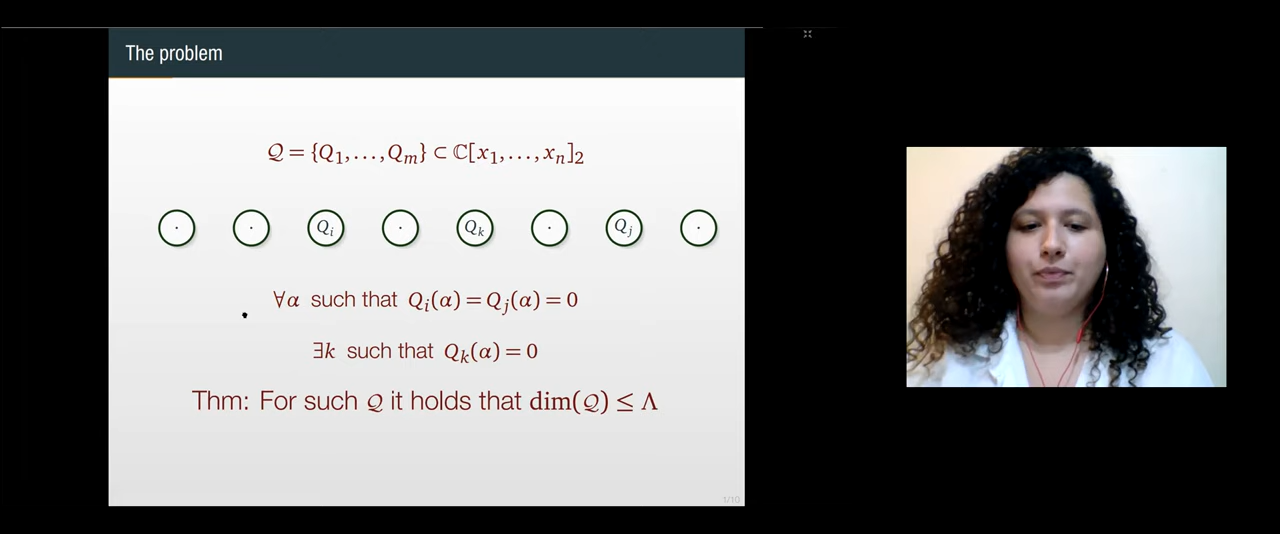 The problem
𝒬 = {Q₁,…,Qₘ} ⊂ ℂ[x₁,…,xₙ]₂
· · Qᵢ · Qₖ · Qⱼ ·
∀α such that Qᵢ(α) = Qⱼ(α) = 0
∃k such that Qₖ(α) = 0
Thm: For such 𝒬 it holds that dim(𝒬) ≤ Λ
1/10